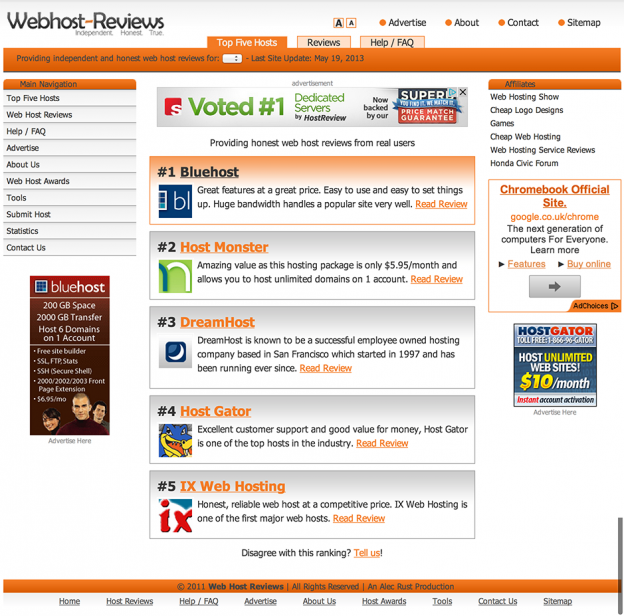 Webhost-Reviews
Independent. Honest. True.
A A
Advertise
About
Contact
Sitemap
Top Five Hosts
Reviews
Help / FAQ
Providing independent and honest web host reviews for: - Last Site Update: May 19, 2013
Main Navigation
Top Five Hosts
Web Host Reviews
Help / FAQ
Advertise
About Us
Web Host Awards
Tools
Submit Host
Statistics
Contact Us
bluehost
200 GB Space
2000 GB Transfer
Host 6 Domains
on 1 Account
• Free site builder
• SSL, FTP, Stats
• SSH (Secure Shell)
• 2000/2002/2003 Front
Page Extension
• $6.95/mo
Advertise Here
advertisement
S Voted #1
Dedicated
Servers
by HostReview
Now
backed
by our
SUPER!
YOU FIND IT, WE MATCH IT.
PRICE MATCH
GUARANTEE
Providing honest web host reviews from real users
#1 Bluehost
bl
Great features at a great price. Easy to use and easy to set things
up. Huge bandwidth handles a popular site very well. Read Review
#2 Host Monster
Amazing value as this hosting package is only $5.95/month and
allows you to host unlimited domains on 1 account. Read Review
#3 DreamHost
DreamHost is known to be a successful employee owned hosting
company based in San Francisco which started in 1997 and has
been running ever since. Read Review
#4 Host Gator
Excellent customer support and good value for money, Host Gator
is one of the top hosts in the industry. Read Review
#5 IX Web Hosting
ix
Honest, reliable web host at a competitive price. IX Web Hosting is
one of the first major web hosts. Read Review
Disagree with this ranking? Tell us!
Affiliates
Web Hosting Show
Cheap Logo Designs
Games
Cheap Web Hosting
Web Hosting Service Reviews
Honda Civic Forum
Chromebook Official
Site.
google.co.uk/chrome
The next generation of
computers For Everyone.
Learn more
Features
Buy online
AdChoices
HOSTGATOR
TOLL FREE:1-866-96-GATOR
HOST UNLIMITED
WEB SITES!
$10/month
Instant account activation
Advertise Here
© 2011 Web Host Reviews | All Rights Reserved | An Alec Rust Production
Home
Host Reviews
Help / FAQ
Advertise
About Us
Host Awards
Tools
Contact Us
Sitemap